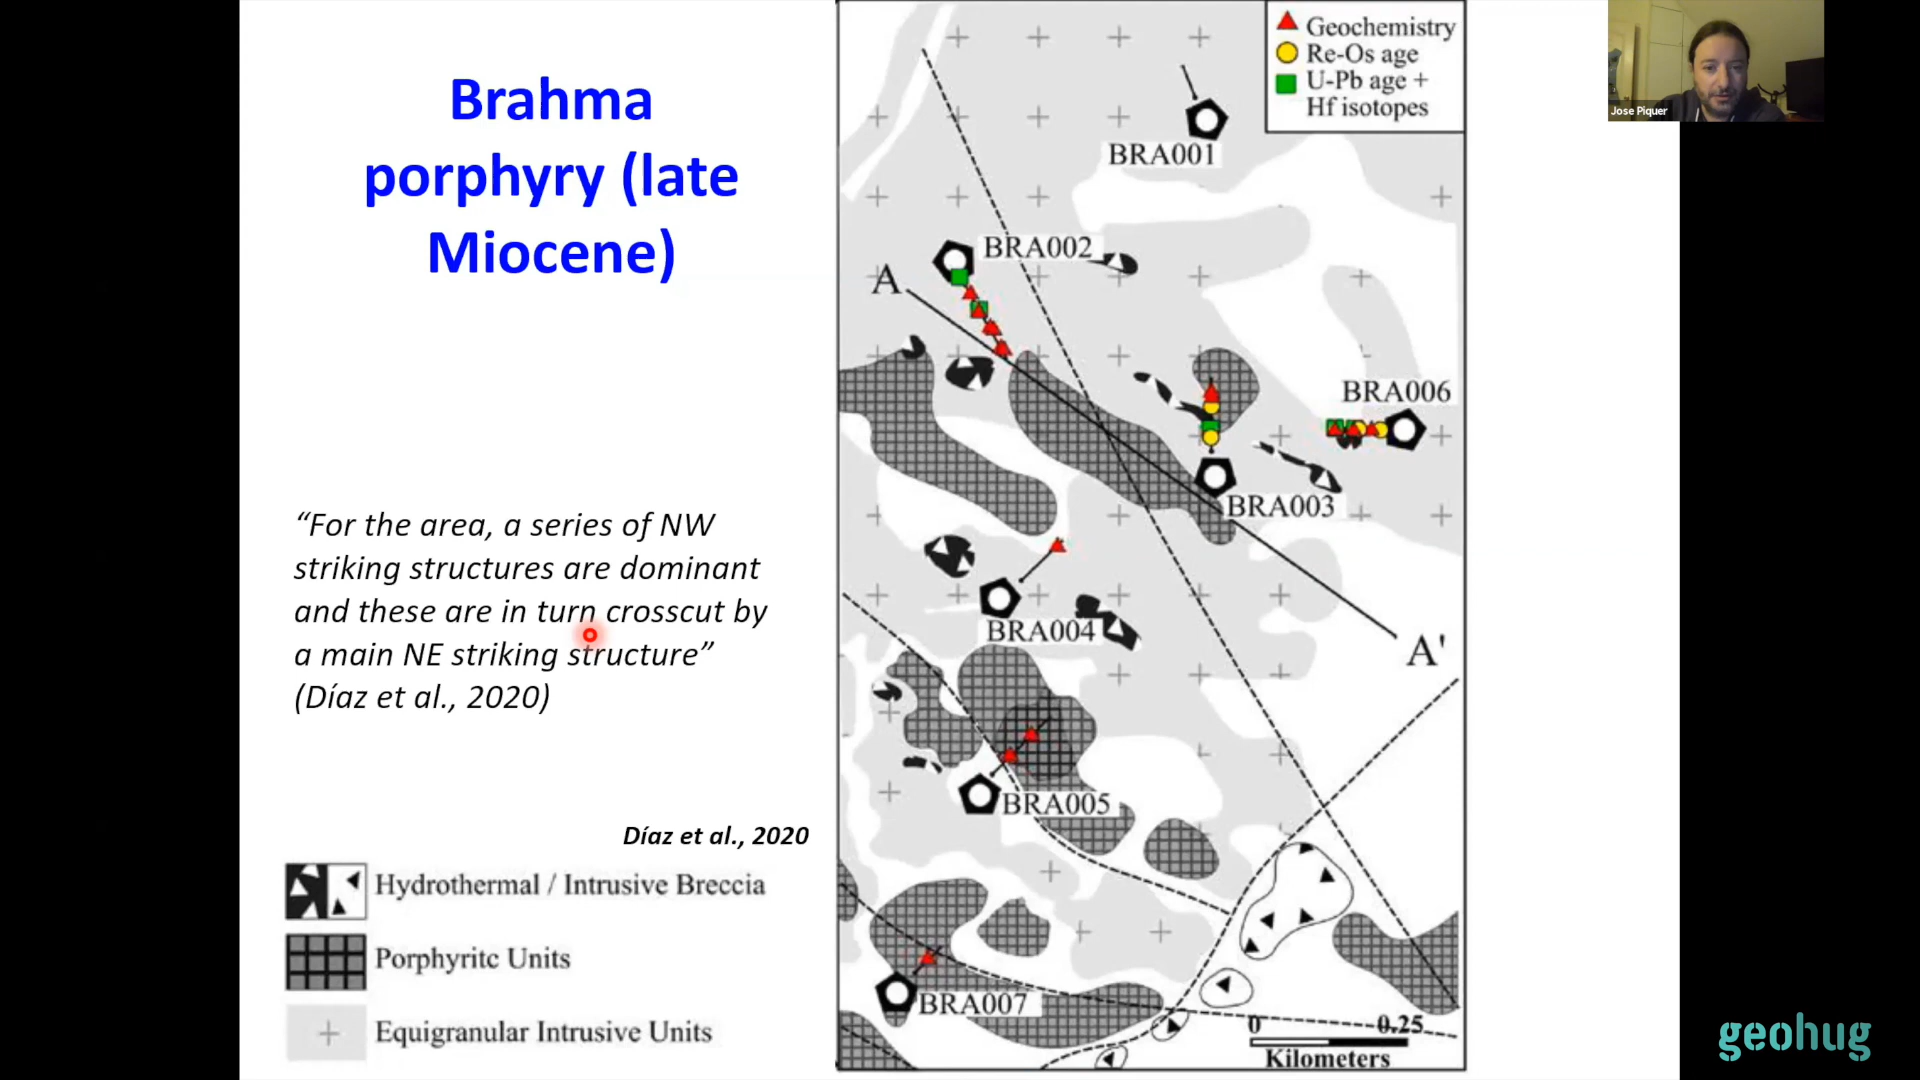 Brahma
porphyry (late
Miocene)
“For the area, a series of NW
striking structures are dominant
and these are in turn crosscut by
a main NE striking structure”
(Díaz et al., 2020)
Díaz et al., 2020
Hydrothermal / Intrusive Breccia
Porphyritc Units
Equigranular Intrusive Units
Geochemistry
Re-Os age
U-Pb age +
Hf isotopes
BRA001
BRA002
A
BRA006
BRA003
BRA004
A'
BRA005
BRA007
0 0.25
Kilometers
Jose Piquer
geohug